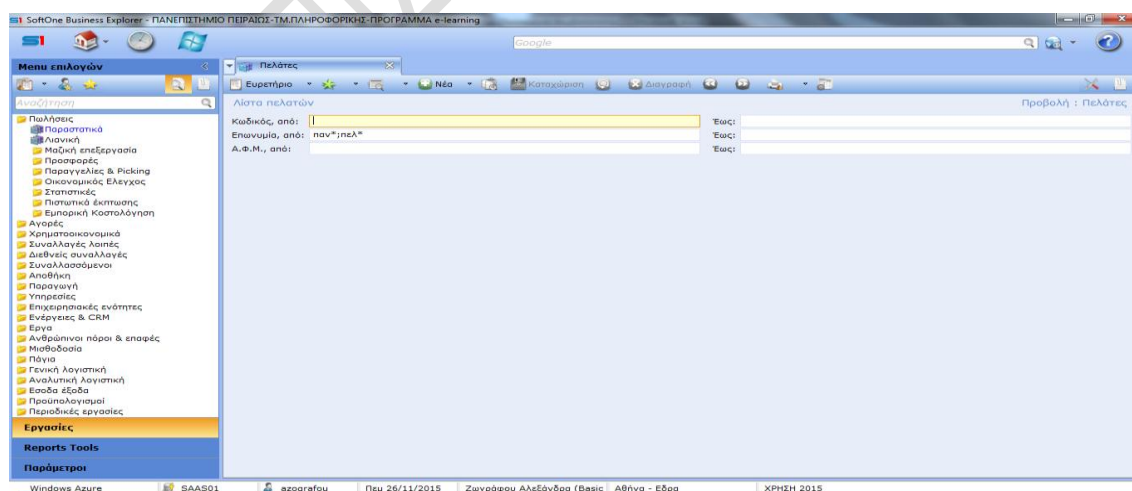 SoftOne Business Explorer - ΠΑΝΕΠΙΣΤΗΜΙΟ ΠΕΙΡΑΙΩΣ-ΤΜ.ΠΛΗΡΟΦΟΡΙΚΗΣ-ΠΡΟΓΡΑΜΜΑ e-learning
Google
Menu επιλογών
Πελάτες
Ευρετήριο Νέα Καταχώριση Διαγραφή
Αναζήτηση
Λίστα πελατών Προβολή : Πελάτες
Πωλήσεις
Παραστατικά
Λιανική
Μαζική επεξεργασία
Προσφορές
Παραγγελίες & Picking
Οικονομικός Ελεγχος
Στατιστικές
Πιστωτικά έκπτωσης
Εμπορική Κοστολόγηση
Αγορές
Χρηματοοικονομικά
Συναλλαγές λοιπές
Διεθνείς συναλλαγές
Συναλλασσόμενοι
Αποθήκη
Παραγωγή
Υπηρεσίες
Επιχειρησιακές ενότητες
Ενέργειες & CRM
Εργα
Ανθρώπινοι πόροι & επαφές
Μισθοδοσία
Πάγια
Γενική λογιστική
Αναλυτική λογιστική
Εσοδα έξοδα
Προϋπολογισμοί
Περιοδικές εργασίες
Κωδικός, από: Έως:
Επωνυμία, από: παν*;πελ* Έως:
Α.Φ.Μ., από: Έως:
Εργασίες
Reports Tools
Παράμετροι
Windows Azure SAAS01 azografou Πεμ 26/11/2015 Ζωγράφου Αλεξάνδρα (Basic Αθήνα - Εδρα ΧΡΗΣΗ 2015